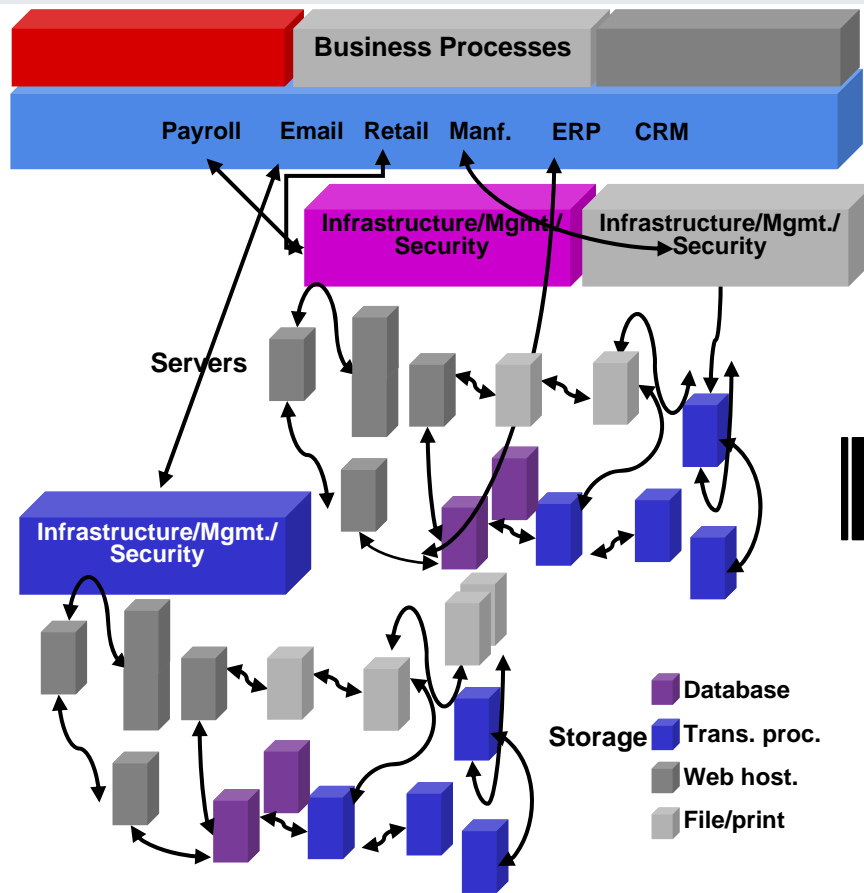 Business Processes
Payroll Email Retail Manf. ERP CRM
Infrastructure/Mgmt./
Security
Infrastructure/Mgmt./
Security
Servers
Infrastructure/Mgmt./
Security
Database
Storage Trans. proc.
Web host.
File/print